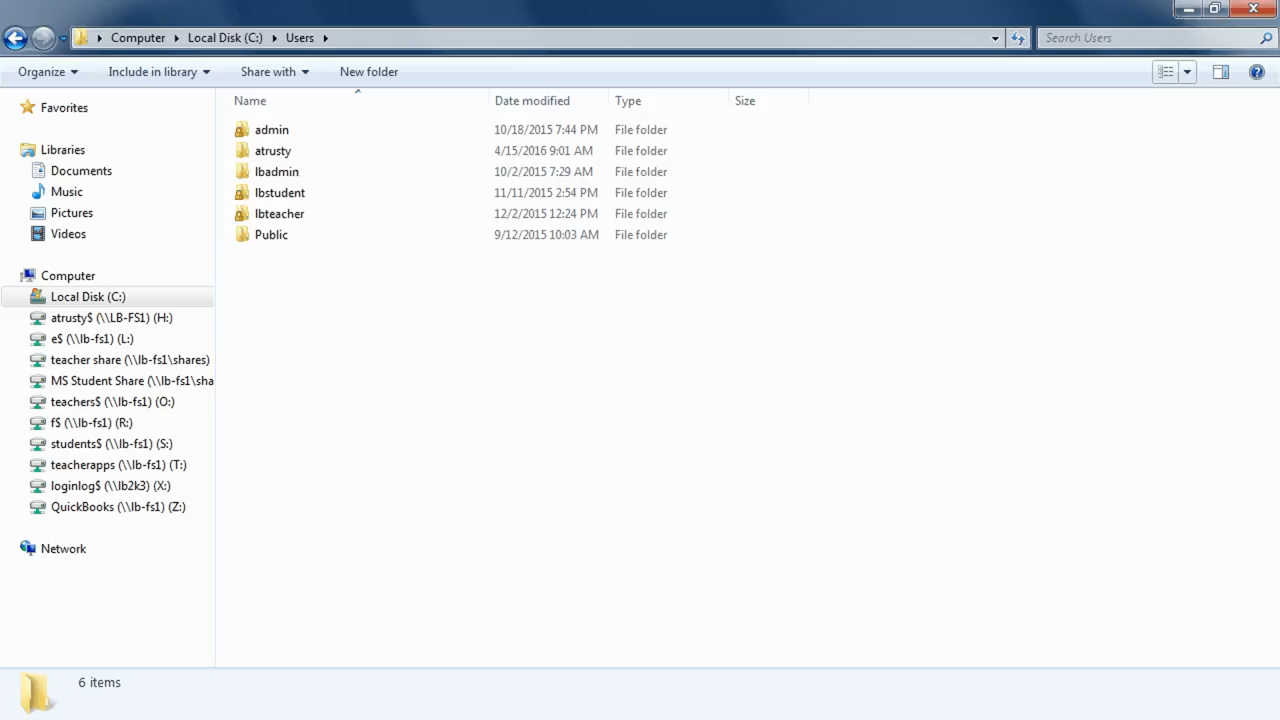 Computer Local Disk (C:) Users
Search Users
Organize Include in library Share with New folder
Name Date modified Type Size
Favorites
Libraries
Documents
Music
Pictures
Videos
Computer
Local Disk (C:)
atrusty$ (\\LB-FS1) (H:)
e$ (\\lb-fs1) (L:)
teacher share (\\lb-fs1\shares)
MS Student Share (\\lb-fs1\sha
teachers$ (\\lb-fs1) (O:)
f$ (\\lb-fs1) (R:)
students$ (\\lb-fs1) (S:)
teacherapps (\\lb-fs1) (T:)
loginlog$ (\\lb2k3) (X:)
QuickBooks (\\lb-fs1) (Z:)
Network
admin 10/18/2015 7:44 PM File folder
atrusty 4/15/2016 9:01 AM File folder
lbadmin 10/2/2015 7:29 AM File folder
lbstudent 11/11/2015 2:54 PM File folder
lbteacher 12/2/2015 12:24 PM File folder
Public 9/12/2015 10:03 AM File folder
6 items